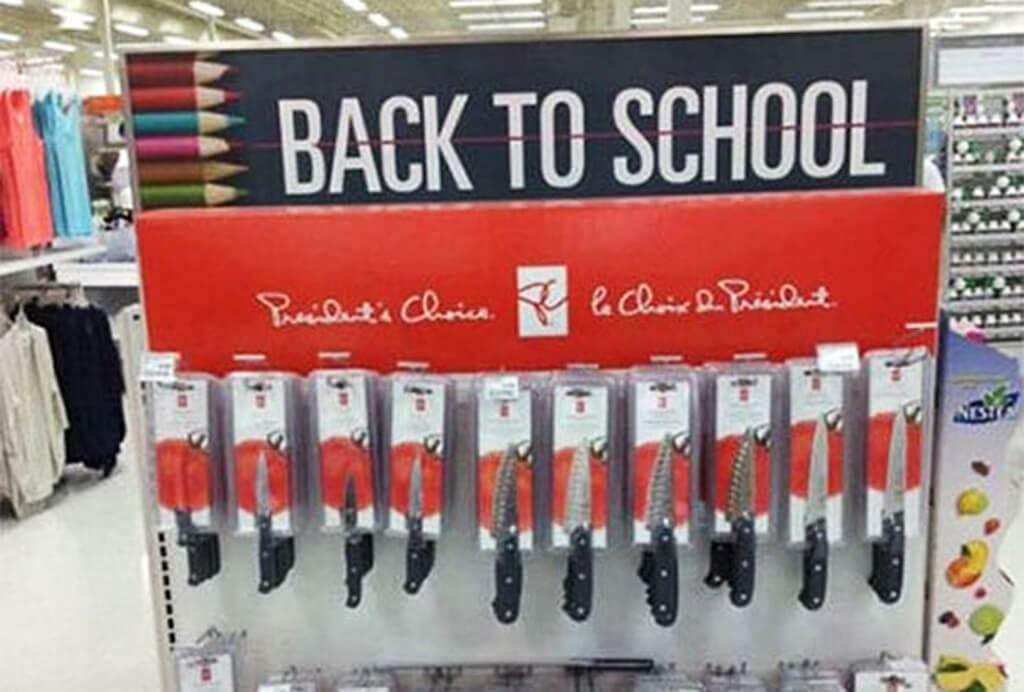 BACK TO SCHOOL
President's Choice. le Choix du Président.
NESTEA